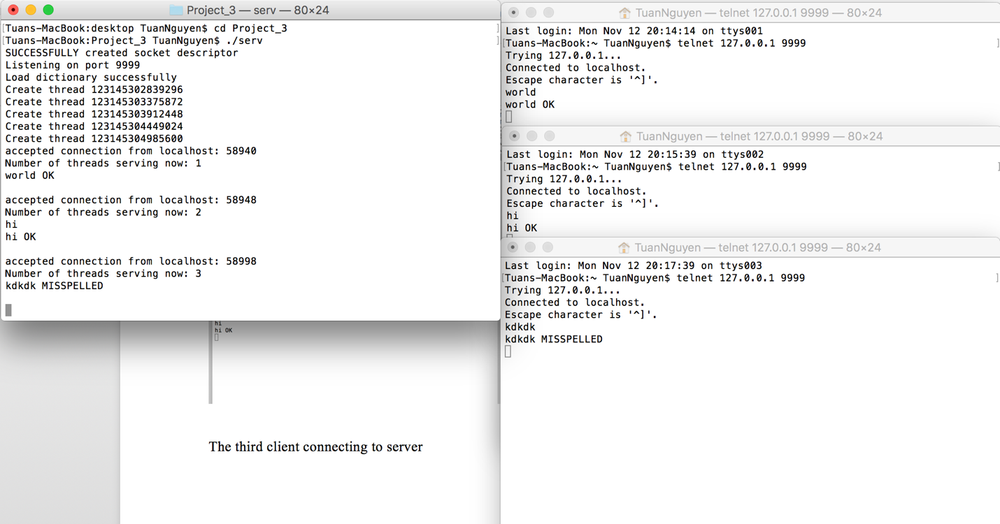 Project_3 — serv — 80×24
[Tuans-MacBook:desktop TuanNguyen$ cd Project_3 ]
[Tuans-MacBook:Project_3 TuanNguyen$ ./serv ]
SUCCESSFULLY created socket descriptor
Listening on port 9999
Load dictionary successfully
Create thread 123145302839296
Create thread 123145303375872
Create thread 123145303912448
Create thread 123145304449024
Create thread 123145304985600
accepted connection from localhost: 58940
Number of threads serving now: 1
world OK
accepted connection from localhost: 58948
Number of threads serving now: 2
hi
hi OK
accepted connection from localhost: 58998
Number of threads serving now: 3
kdkdk MISSPELLED
hi
hi OK
The third client connecting to server
TuanNguyen — telnet 127.0.0.1 9999 — 80×24
Last login: Mon Nov 12 20:14:14 on ttys001
[Tuans-MacBook:~ TuanNguyen$ telnet 127.0.0.1 9999 ]
Trying 127.0.0.1...
Connected to localhost.
Escape character is '^]'.
world
world OK
TuanNguyen — telnet 127.0.0.1 9999 — 80×24
Last login: Mon Nov 12 20:15:39 on ttys002
[Tuans-MacBook:~ TuanNguyen$ telnet 127.0.0.1 9999 ]
Trying 127.0.0.1...
Connected to localhost.
Escape character is '^]'.
hi
hi OK
TuanNguyen — telnet 127.0.0.1 9999 — 80×24
Last login: Mon Nov 12 20:17:39 on ttys003
[Tuans-MacBook:~ TuanNguyen$ telnet 127.0.0.1 9999 ]
Trying 127.0.0.1...
Connected to localhost.
Escape character is '^]'.
kdkdk
kdkdk MISSPELLED